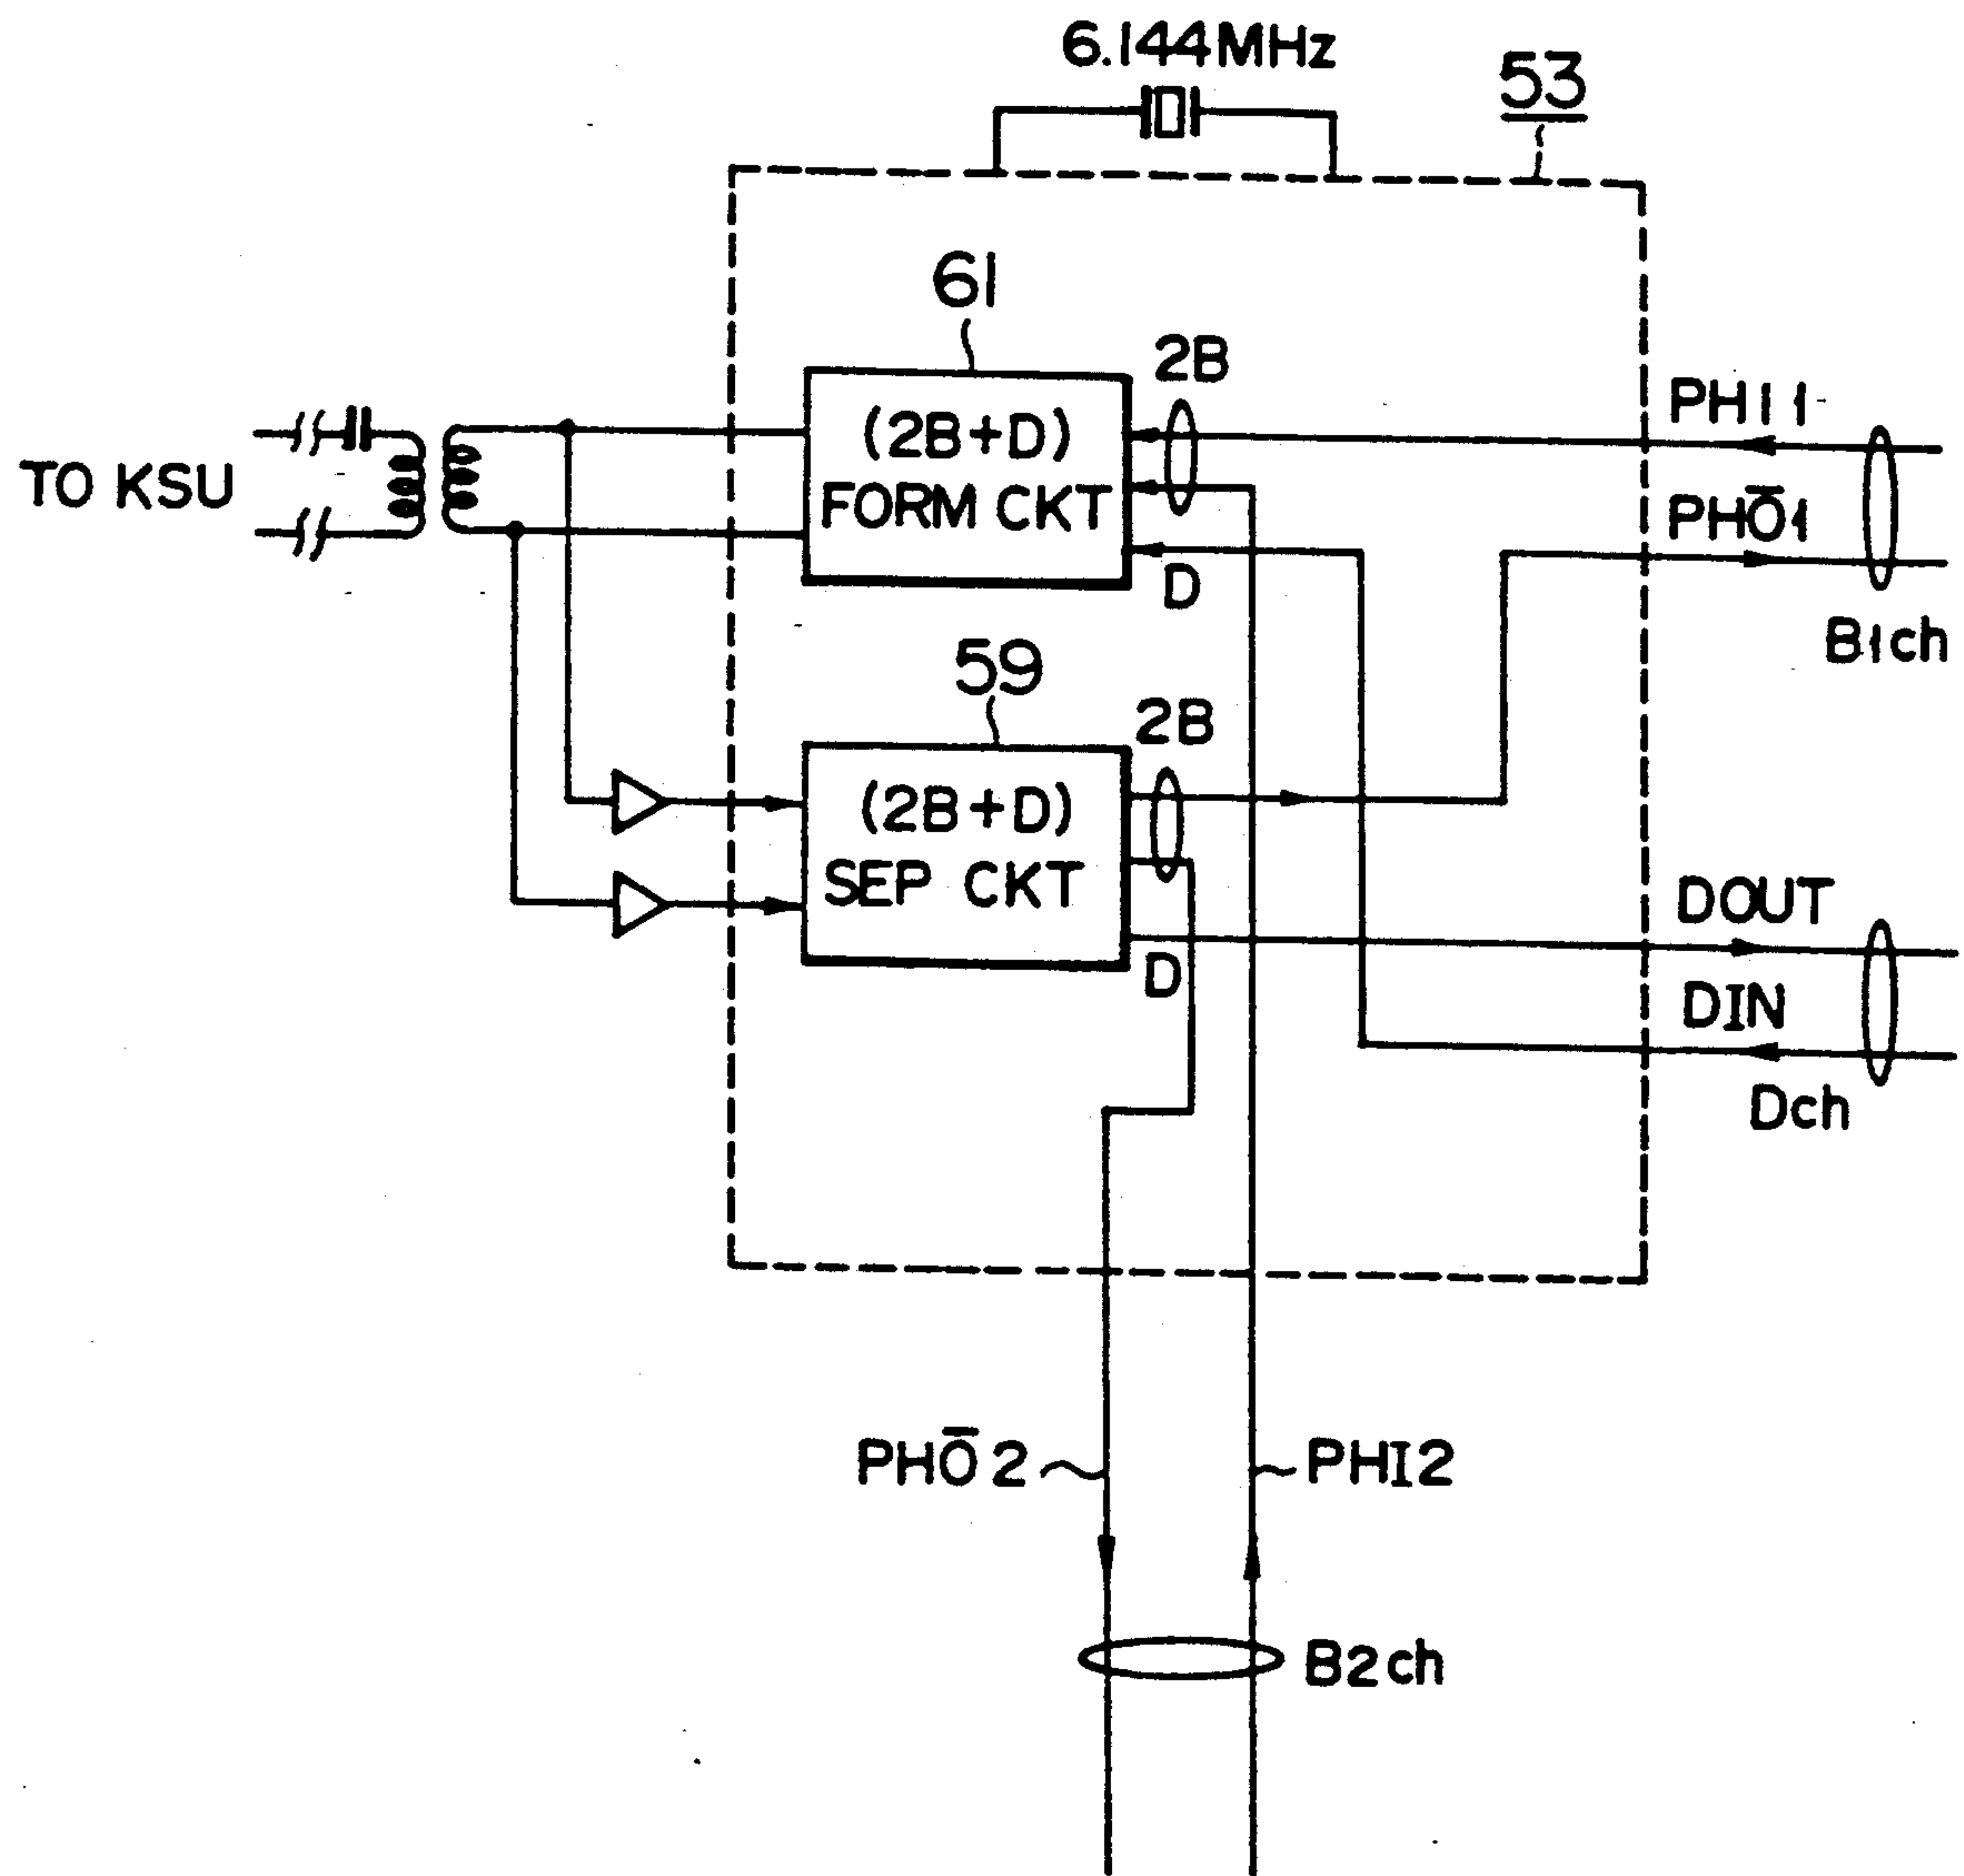 6.144MHz
53
61
2B
(2B+D)
FORM CKT
D
TO KSU
PHI1
PHŌ1
B1ch
59
2B
(2B+D)
SEP CKT
D
DOUT
DIN
Dch
PHŌ2
PHI2
B2ch